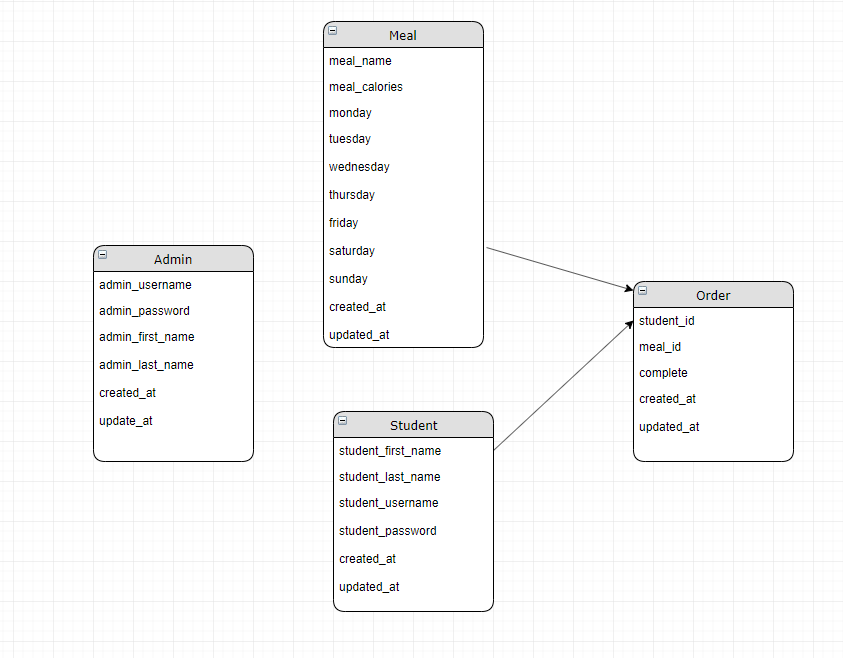 Meal
meal_name
meal_calories
monday
tuesday
wednesday
thursday
friday
saturday
sunday
created_at
updated_at
Admin
admin_username
admin_password
admin_first_name
admin_last_name
created_at
update_at
Order
student_id
meal_id
complete
created_at
updated_at
Student
student_first_name
student_last_name
student_username
student_password
created_at
updated_at